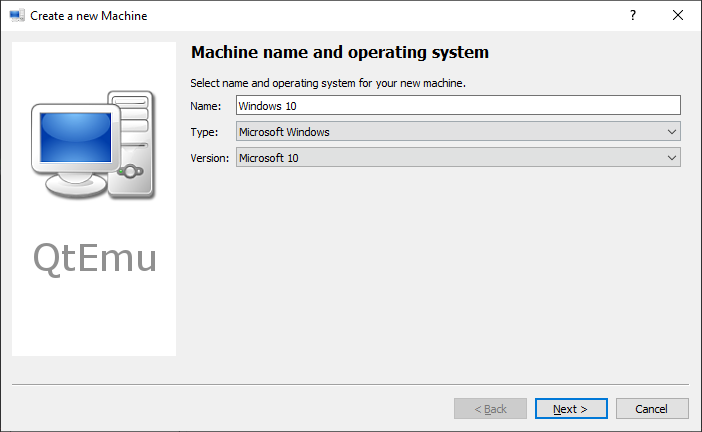 Create a new Machine
?
Machine name and operating system
Select name and operating system for your new machine.
Name: Windows 10
Type: Microsoft Windows
Version: Microsoft 10
QtEmu
< Back Next > Cancel